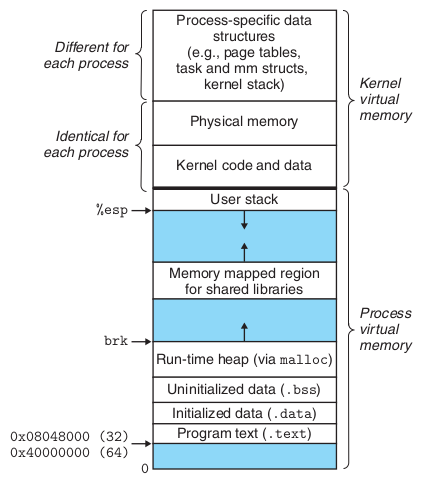 Different for
each process
Process-specific data
structures
(e.g., page tables,
task and mm structs,
kernel stack)
Kernel
virtual
memory
Identical for
each process
Physical memory
Kernel code and data
User stack
%esp
Memory mapped region
for shared libraries
Process
virtual
memory
brk
Run-time heap (via malloc)
Uninitialized data (.bss)
Initialized data (.data)
Program text (.text)
0x08048000 (32)
0x40000000 (64)
0